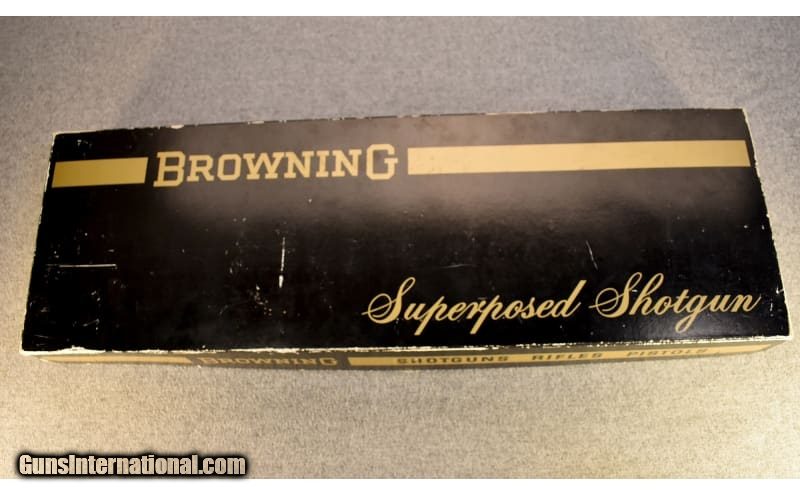 BROWNING
Superposed Shotgun
BROWNING SHOTGUNS RIFLES PISTOLS
GunsInternational.com